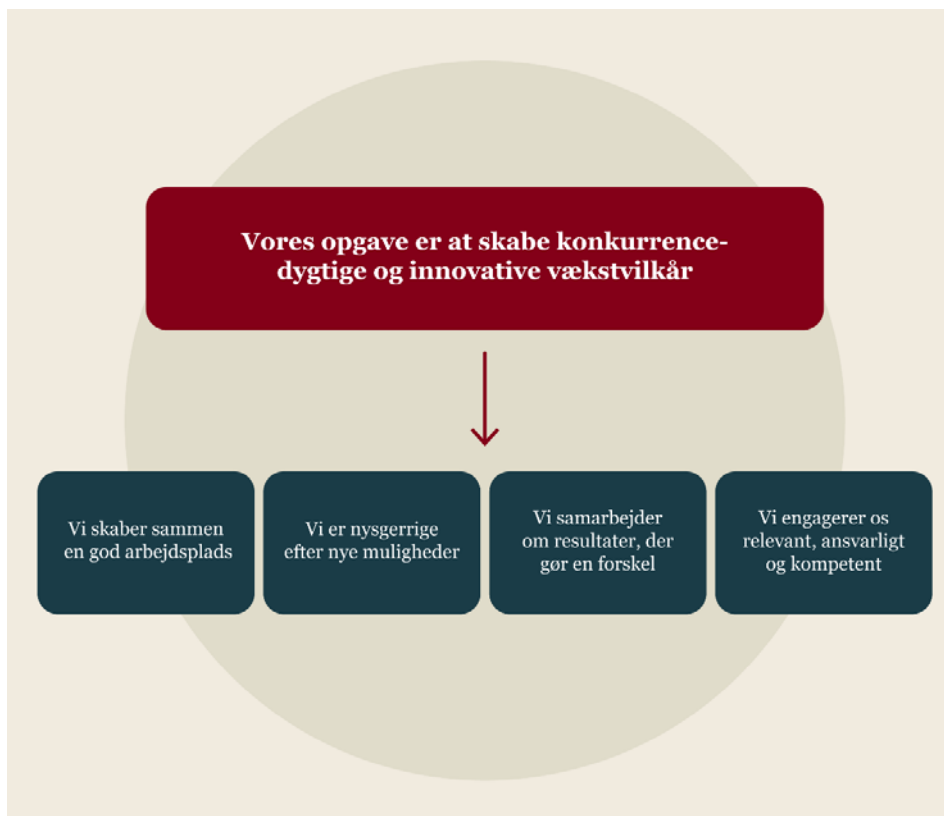 Vores opgave er at skabe konkurrence-
dygtige og innovative vækstvilkår
Vi skaber sammen
en god arbejdsplads
Vi er nysgerrige
efter nye muligheder
Vi samarbejder
om resultater, der
gør en forskel
Vi engagerer os
relevant, ansvarligt
og kompetent